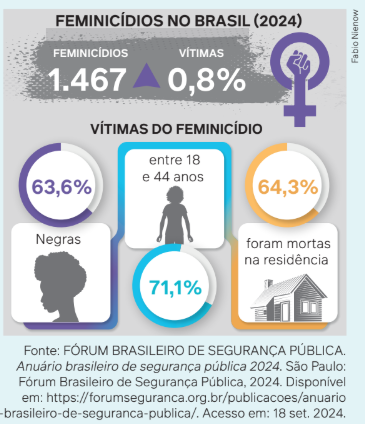 FEMINICÍDIOS NO BRASIL (2024)
FEMINICÍDIOS
1.467
VÍTIMAS
0,8%
Fabio Nienow
VÍTIMAS DO FEMINICÍDIO
63,6%
Negras
entre 18
e 44 anos
71,1%
64,3%
foram mortas
na residência
Fonte: FÓRUM BRASILEIRO DE SEGURANÇA PÚBLICA.
Anuário brasileiro de segurança pública 2024. São Paulo:
Fórum Brasileiro de Segurança Pública, 2024. Disponível
em: https://forumseguranca.org.br/publicacoes/anuario
-brasileiro-de-seguranca-publica/. Acesso em: 18 set. 2024.